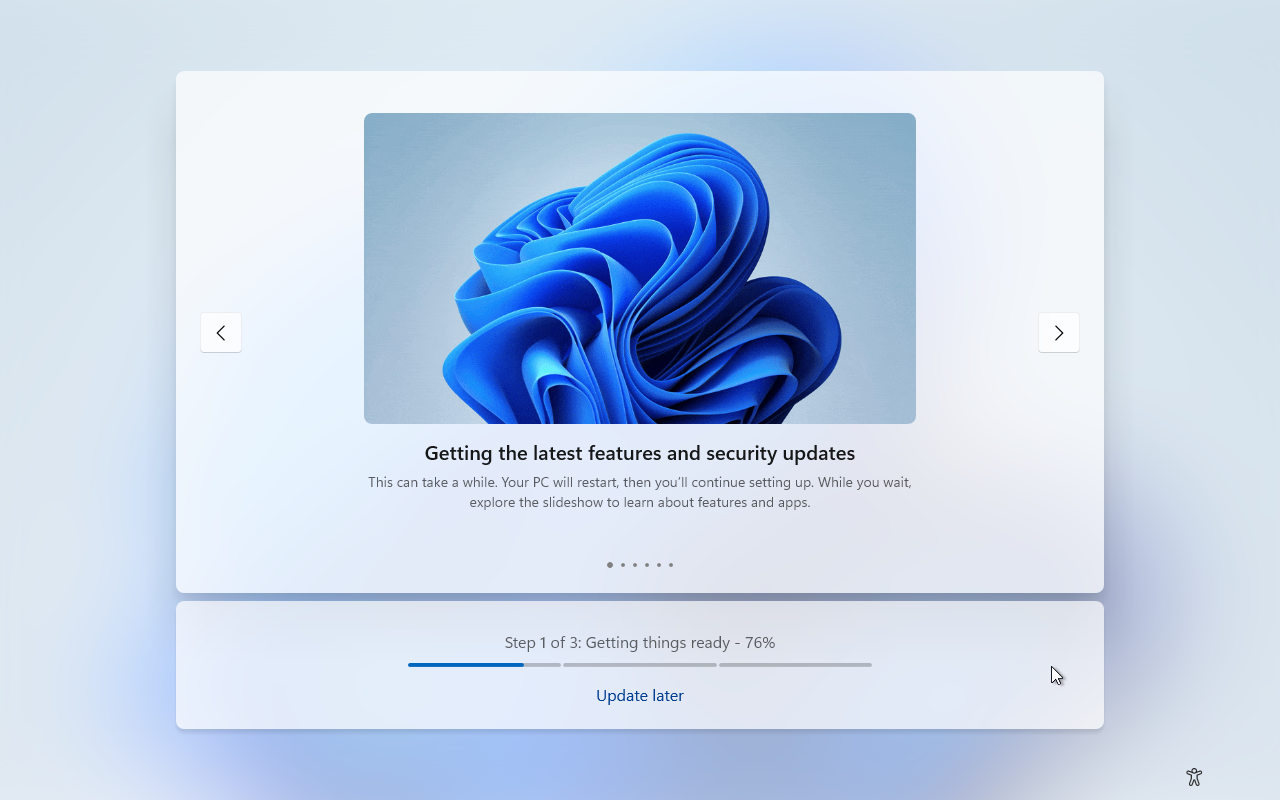 Getting the latest features and security updates
This can take a while. Your PC will restart, then you’ll continue setting up. While you wait,
explore the slideshow to learn about features and apps.
Step 1 of 3: Getting things ready - 76%
Update later